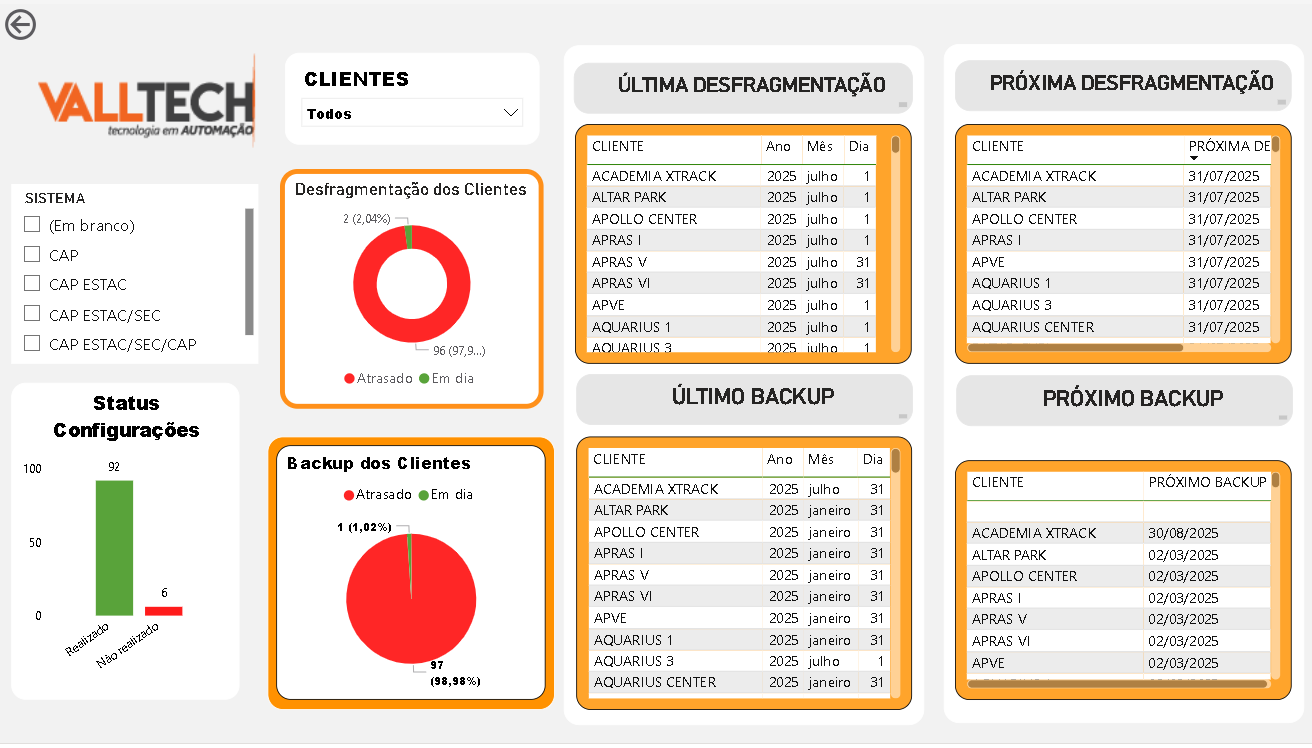 VALLTECH
tecnologia em AUTOMAÇÃO
SISTEMA
(Em branco)
CAP
CAP ESTAC
CAP ESTAC/SEC
CAP ESTAC/SEC/CAP
Status
Configurações
100
50
0
92
6
Realizado
Não realizado
CLIENTES
Todos
Desfragmentação dos Clientes
2 (2,04%)
96 (97,9...)
Atrasado Em dia
Backup dos Clientes
Atrasado Em dia
1 (1,02%)
97
(98,98%)
ÚLTIMA DESFRAGMENTAÇÃO
CLIENTE Ano Mês Dia
ACADEMIA XTRACK 2025 julho 1
ALTAR PARK 2025 julho 1
APOLLO CENTER 2025 julho 1
APRAS I 2025 julho 1
APRAS V 2025 julho 31
APRAS VI 2025 julho 31
APVE 2025 julho 1
AQUARIUS 1 2025 julho 1
AQUARIUS 3 2025 julho 1
ÚLTIMO BACKUP
CLIENTE Ano Mês Dia
ACADEMIA XTRACK 2025 julho 31
ALTAR PARK 2025 janeiro 31
APOLLO CENTER 2025 janeiro 31
APRAS I 2025 janeiro 31
APRAS V 2025 janeiro 31
APRAS VI 2025 janeiro 31
APVE 2025 janeiro 31
AQUARIUS 1 2025 janeiro 31
AQUARIUS 3 2025 julho 1
AQUARIUS CENTER 2025 janeiro 31
PRÓXIMA DESFRAGMENTAÇÃO
CLIENTE PRÓXIMA DE
ACADEMIA XTRACK 31/07/2025
ALTAR PARK 31/07/2025
APOLLO CENTER 31/07/2025
APRAS I 31/07/2025
APVE 31/07/2025
AQUARIUS 1 31/07/2025
AQUARIUS 3 31/07/2025
AQUARIUS CENTER 31/07/2025
PRÓXIMO BACKUP
CLIENTE PRÓXIMO BACKUP
ACADEMIA XTRACK 30/08/2025
ALTAR PARK 02/03/2025
APOLLO CENTER 02/03/2025
APRAS I 02/03/2025
APRAS V 02/03/2025
APRAS VI 02/03/2025
APVE 02/03/2025